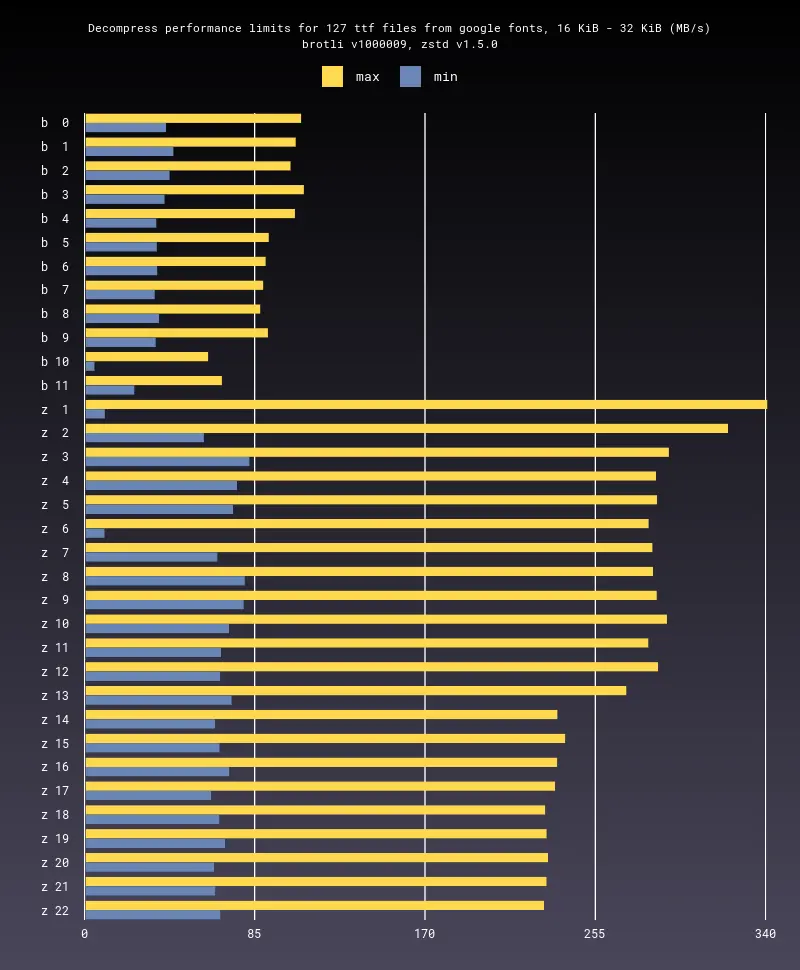 Decompress performance limits for 127 ttf files from google fonts, 16 KiB - 32 KiB (MB/s)
brotli v1000009, zstd v1.5.0
max min
b 0
b 1
b 2
b 3
b 4
b 5
b 6
b 7
b 8
b 9
b 10
b 11
z 1
z 2
z 3
z 4
z 5
z 6
z 7
z 8
z 9
z 10
z 11
z 12
z 13
z 14
z 15
z 16
z 17
z 18
z 19
z 20
z 21
z 22
0 85 170 255 340